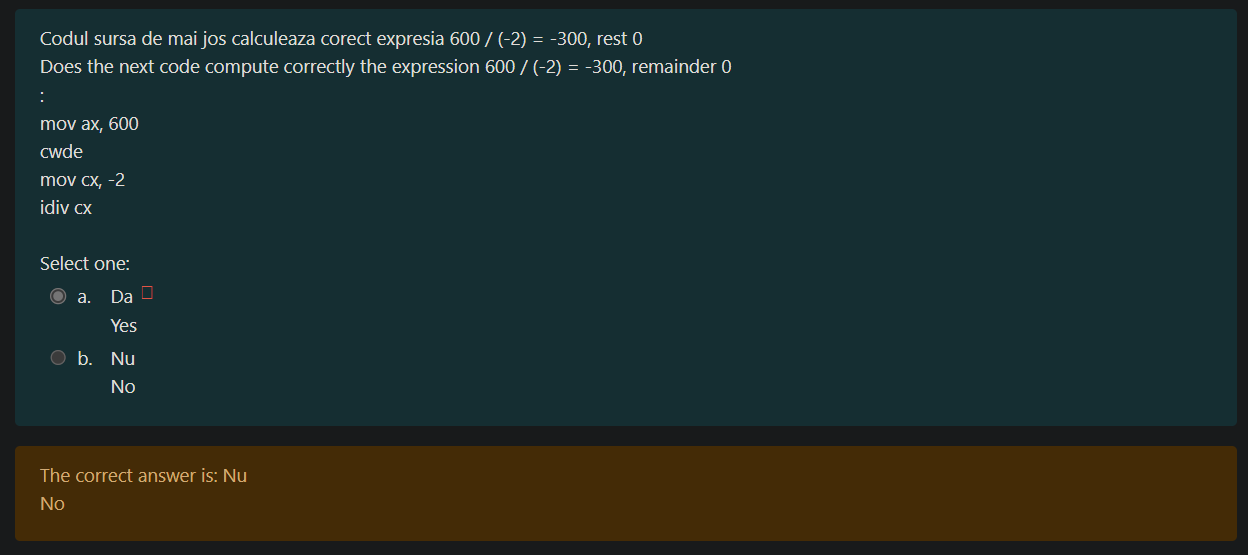 Codul sursa de mai jos calculeaza corect expresia 600 / (-2) = -300, rest 0
Does the next code compute correctly the expression 600 / (-2) = -300, remainder 0
:
mov ax, 600
cwde
mov cx, -2
idiv cx
Select one:
a. Da
Yes
b. Nu
No
The correct answer is: Nu
No